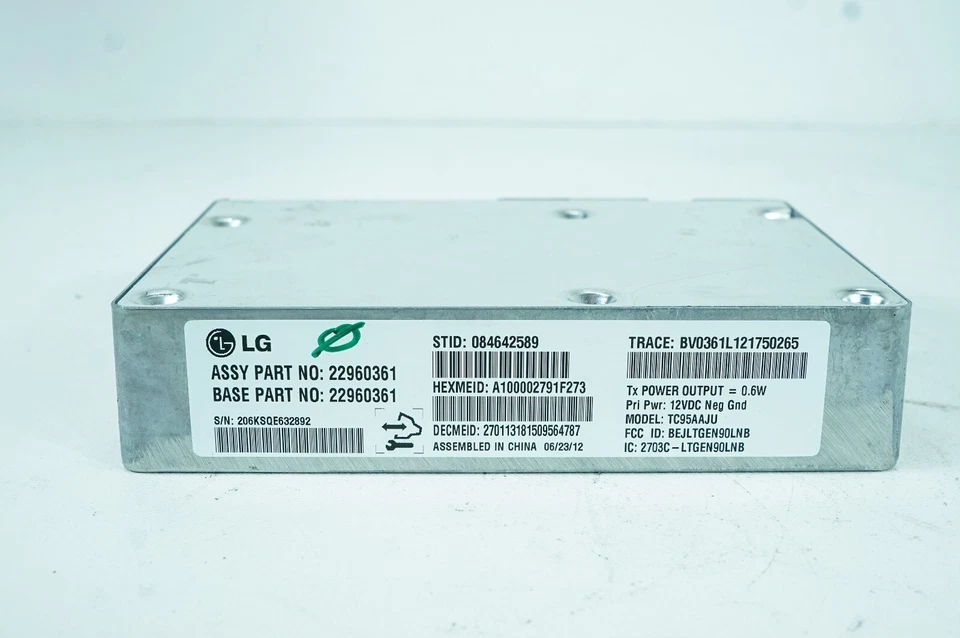 LG
ASSY PART NO: 22960361
BASE PART NO: 22960361
S/N: 206KSQE632892
STID: 084642589
HEXMEID: A100002791F273
DECMEID: 270113181509564787
ASSEMBLED IN CHINA 06/23/12
TRACE: BV0361L121750265
Tx POWER OUTPUT = 0.6W
Pri Pwr: 12VDC Neg Gnd
MODEL: TC95AAJU
FCC ID: BEJLTGEN90LNB
IC: 2703C-LTGEN90LNB